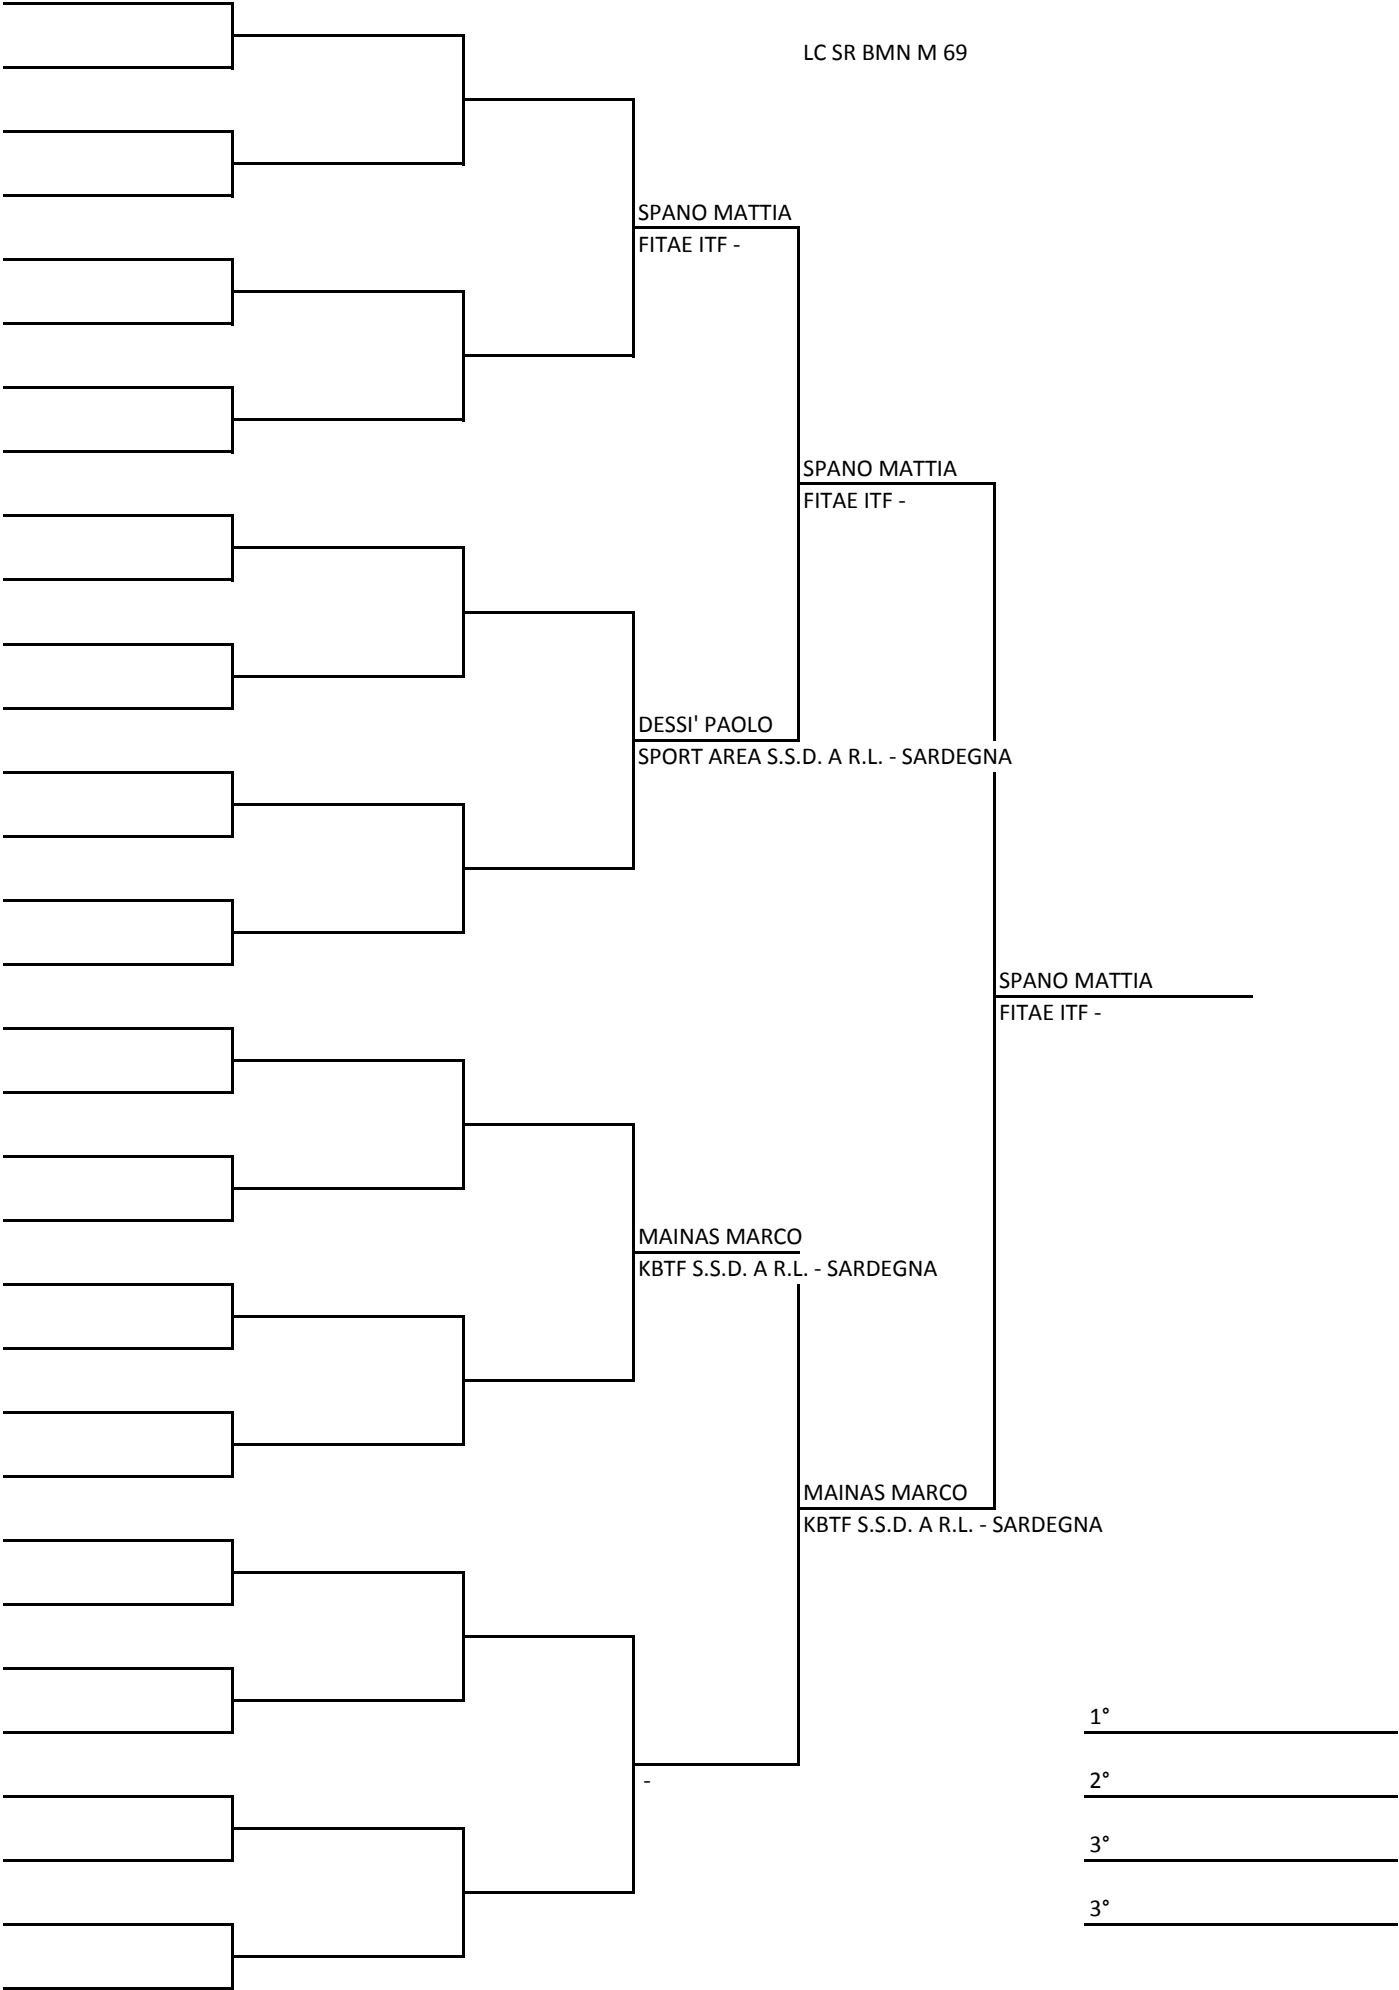 LC SR BMN M 69
SPANO MATTIA
FITAE ITF -
SPANO MATTIA
FITAE ITF -
DESSI' PAOLO
SPORT AREA S.S.D. A R.L. - SARDEGNA
SPANO MATTIA
FITAE ITF -
MAINAS MARCO
KBTF S.S.D. A R.L. - SARDEGNA
MAINAS MARCO
KBTF S.S.D. A R.L. - SARDEGNA
-
1°
2°
3°
3°